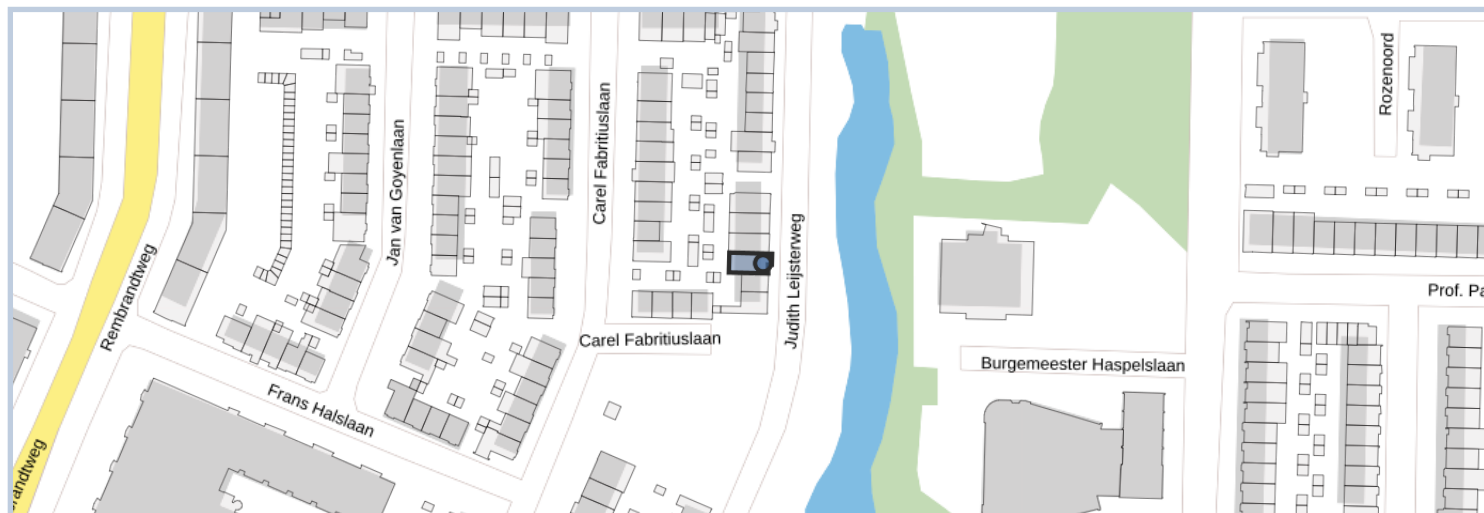 Rozenoord
Jan van Goyenlaan
Carel Fabritiuslaan
Judith Leijsterweg
Rembrandtweg
Prof. Pa
Carel Fabritiuslaan
Burgemeester Haspelslaan
Frans Halslaan
randtweg